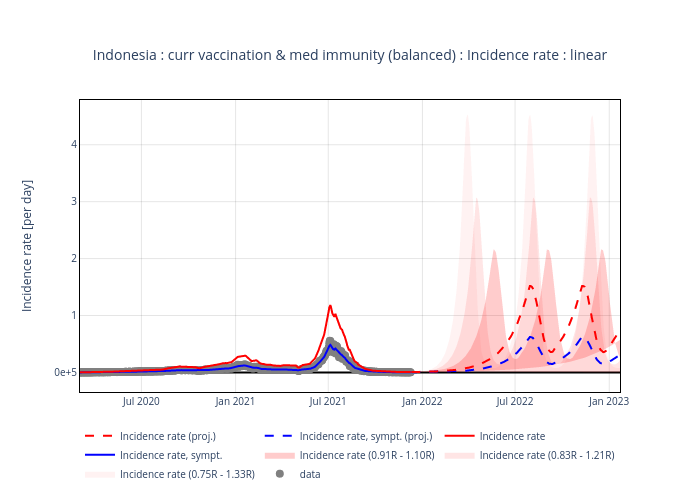 Indonesia : curr vaccination & med immunity (balanced) : Incidence rate : linear
Incidence rate [per day]
4
3
2
1
0e+5
Jul 2020 Jan 2021 Jul 2021 Jan 2022 Jul 2022 Jan 2023
Incidence rate (proj.) Incidence rate, sympt. (proj.) Incidence rate
Incidence rate, sympt. Incidence rate (0.91R - 1.10R) Incidence rate (0.83R - 1.21R)
Incidence rate (0.75R - 1.33R) data